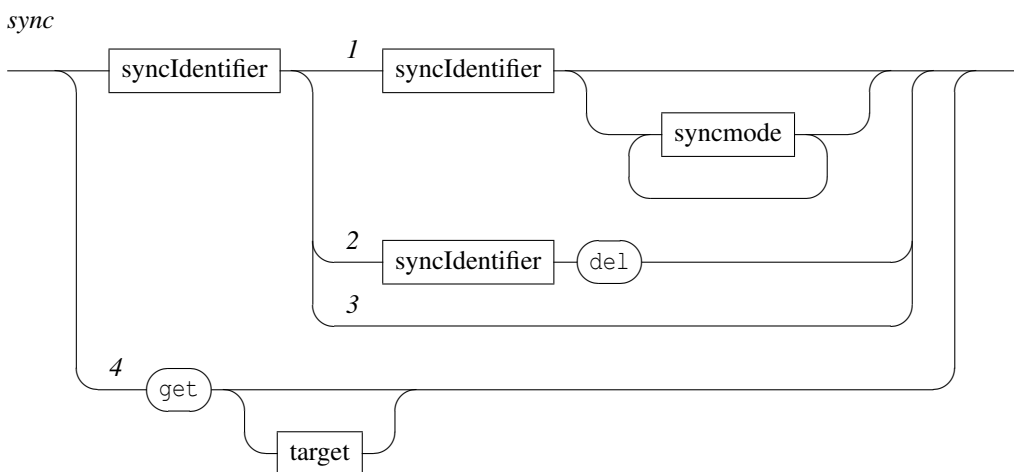 sync
syncIdentifier 1 syncIdentifier
syncmode
2 syncIdentifier del
3
4 get
target